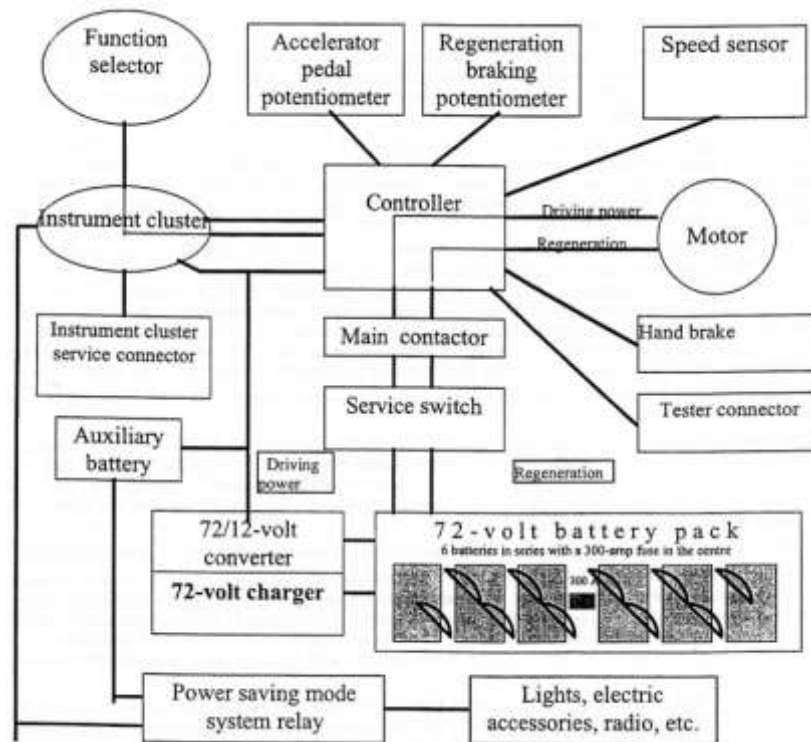 Function
selector
Accelerator
pedal
potentiometer
Regeneration
braking
potentiometer
Speed sensor
Instrument cluster
Controller
Driving power
Regeneration
Motor
Instrument cluster
service connector
Main contactor
Hand brake
Service switch
Tester connector
Auxiliary
battery
Driving
power
Regeneration
72/12-volt
converter
72-volt charger
72-volt battery pack
6 batteries in series with a 300-amp fuse in the centre
300
Power saving mode
system relay
Lights, electric
accessories, radio, etc.